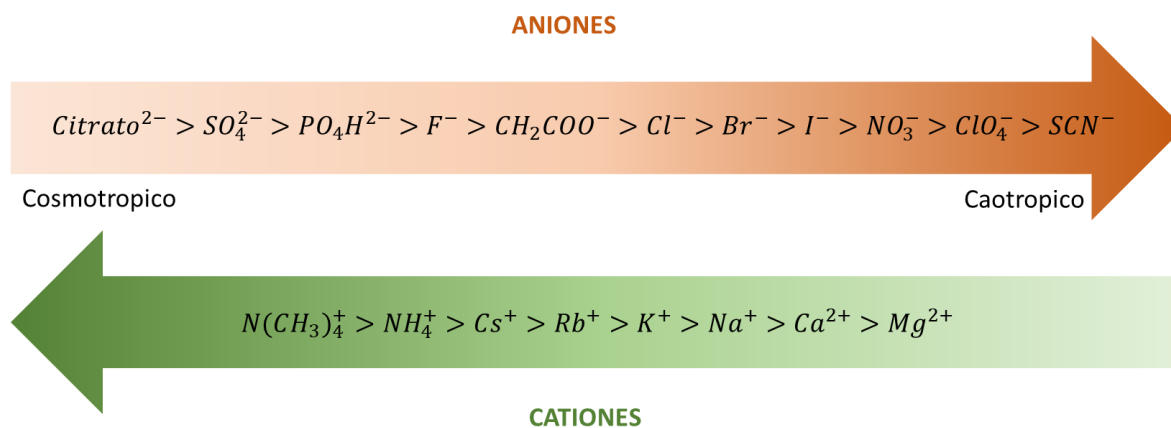 ANIONES
Citrato²⁻ > SO₄²⁻ > PO₄H²⁻ > F⁻ > CH₂COO⁻ > Cl⁻ > Br⁻ > I⁻ > NO₃⁻ > ClO₄⁻ > SCN⁻
Cosmotropico Caotropico
N(CH₃)₄⁺ > NH₄⁺ > Cs⁺ > Rb⁺ > K⁺ > Na⁺ > Ca²⁺ > Mg²⁺
CATIONES